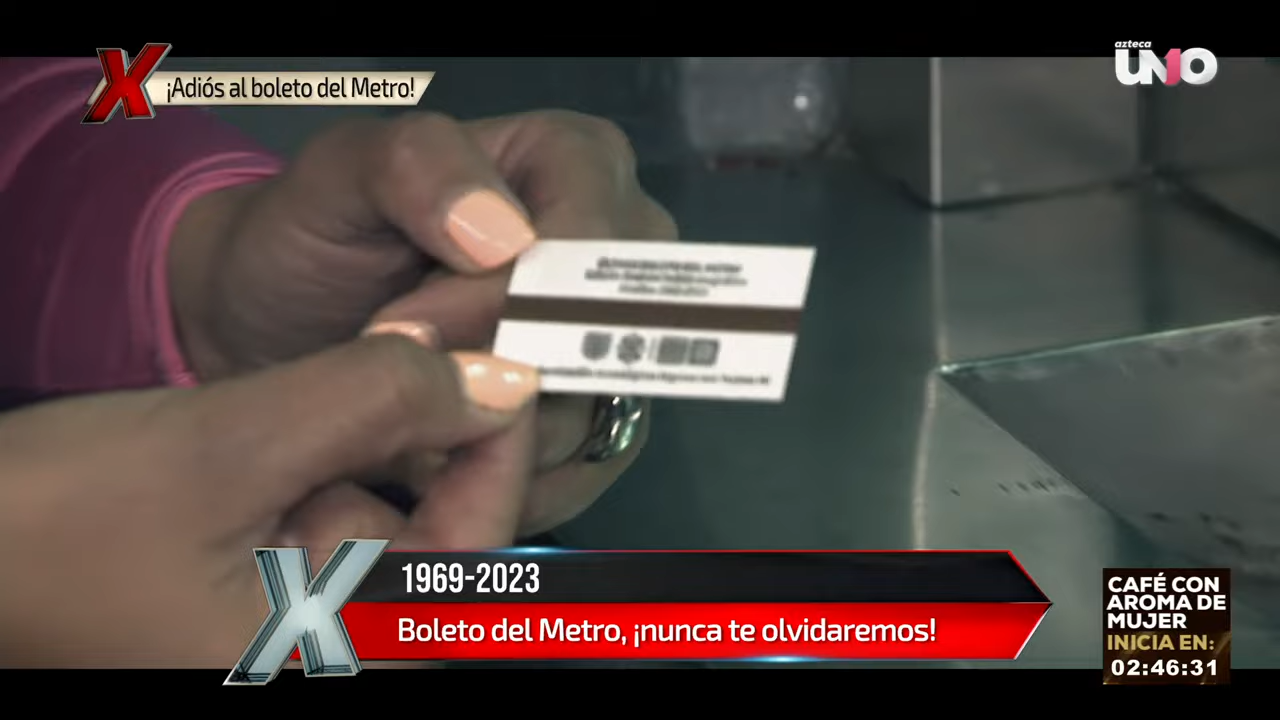 X
¡Adiós al boleto del Metro!
azteca
UNO
X
1969-2023
Boleto del Metro, ¡nunca te olvidaremos!
CAFÉ CON
AROMA DE
MUJER
INICIA EN:
02:46:31